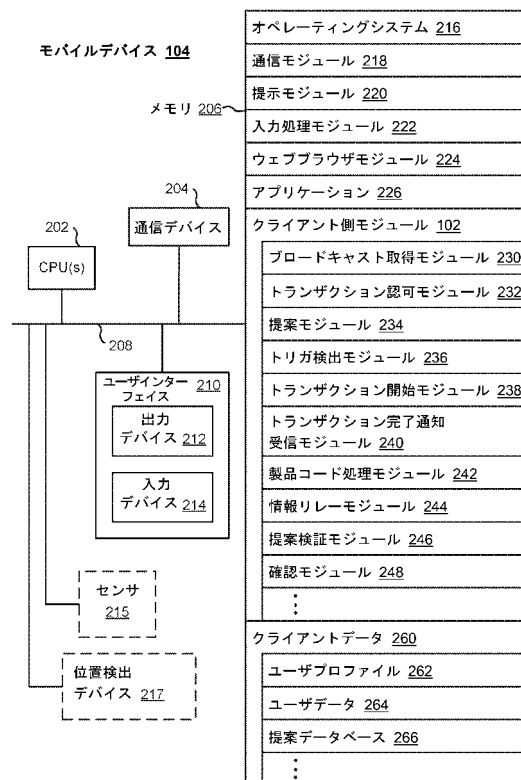 モバイルデバイス 104
メモリ 206
204
通信デバイス
202
CPU(s)
208
ユーザインター
フェイス
210
出力
デバイス 212
入力
デバイス 214
センサ
215
位置検出
デバイス 217
オペレーティングシステム 216
通信モジュール 218
提示モジュール 220
入力処理モジュール 222
ウェブブラウザモジュール 224
アプリケーション 226
クライアント側モジュール 102
ブロードキャスト取得モジュール 230
トランザクション認可モジュール 232
提案モジュール 234
トリガ検出モジュール 236
トランザクション開始モジュール 238
トランザクション完了通知
受信モジュール 240
製品コード処理モジュール 242
情報リレーモジュール 244
提案検証モジュール 246
確認モジュール 248
クライアントデータ 260
ユーザプロファイル 262
ユーザデータ 264
提案データベース 266